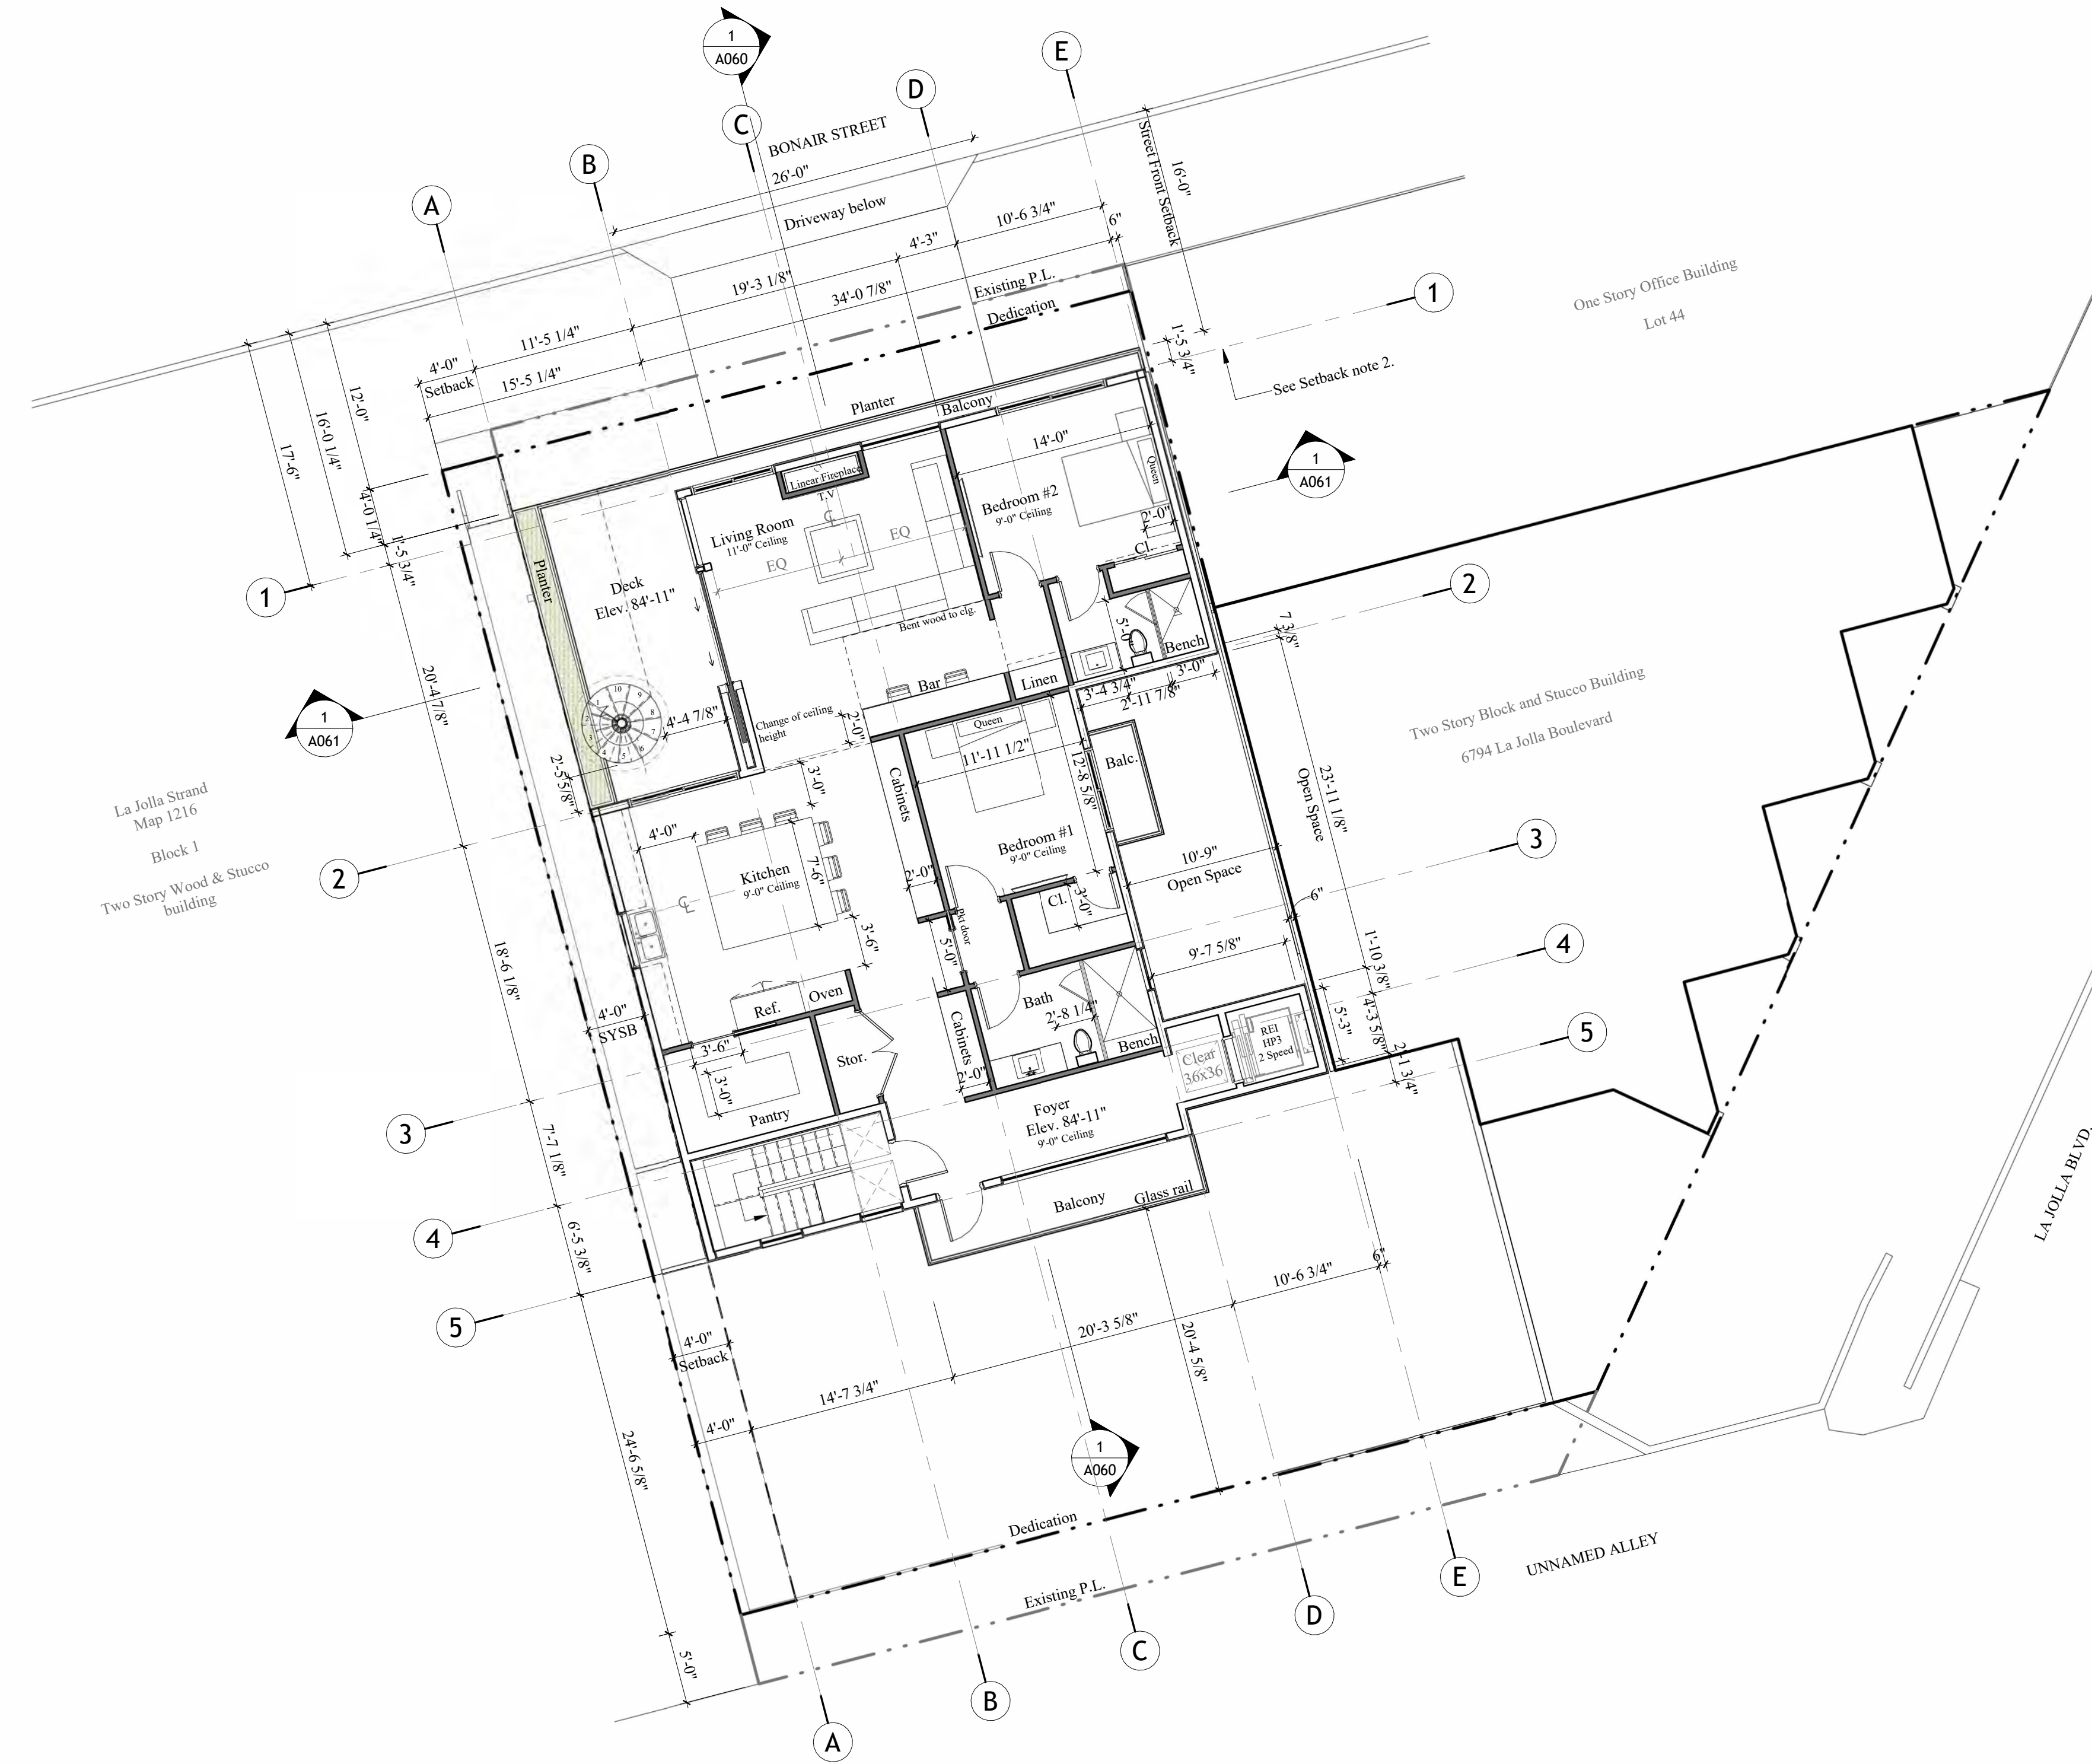 1
A060
E
D
C
BONAIR STREET
B
26'-0"
16'-0"
Street Front Setback
A
Driveway below
10'-6 3/4"
6"
4'-3"
19'-3 1/8"
Existing P.L.
34'-0 7/8"
Dedication
One Story Office Building
Lot 44
1
11'-5 1/4"
1'-5 3/4"
4'-0"
Setback
15'-5 1/4"
See Setback note 2.
12'-0"
16'-0 1/4"
17'-6"
4'-0 1/4"
1'-5 3/4"
Planter
Balcony
14'-0"
Queen
1
A061
Linear Fireplace
T.V
Bedroom #2
9'-0" Ceiling
2'-0"
Cl.
Living Room
11'-0" Ceiling
EQ
EQ
1
Planter
Deck
Elev. 84'-11"
Bent wood to clg.
5'-0"
Bench
2
7 3/8"
20'-4 7/8"
Bar
Linen
3'-0"
3'-4 3/4"
2'-11 7/8"
1
A061
10
9
8
7
6
5
4
3
2
1
4'-4 7/8"
Change of ceiling
height
2'-0"
Queen
11'-11 1/2"
12'-8 5/8"
Balc.
Two Story Block and Stucco Building
6794 La Jolla Boulevard
2'-5 5/8"
3'-0"
Cabinets
23'-11 1/8"
Open Space
La Jolla Strand
Map 1216
Block 1
Two Story Wood & Stucco
building
2
4'-0"
Kitchen
9'-0" Ceiling
7'-6"
Bedroom #1
9'-0" Ceiling
10'-9"
Open Space
3
2'-0"
Cl.
3'-0"
6"
Pkt door
3'-6"
5'-0"
9'-7 5/8"
1'-10 3/8"
4
18'-6 1/8"
4'-0"
SYSB
Ref.
Oven
Bath
2'-8 1/4"
Bench
Cabinets
5'-3"
4'-3 5/8"
5
REI
HP3
2 Speed
Clear
36x36
3'-6"
3'-0"
Stor.
2'-0"
2'-1 3/4"
Pantry
Foyer
Elev. 84'-11"
9'-0" Ceiling
3
7'-7 1/8"
LA JOLLA BLVD.
Balcony
Glass rail
4
6'-5 3/8"
6"
10'-6 3/4"
5
4'-0"
Setback
20'-3 5/8"
20'-4 5/8"
14'-7 3/4"
4'-0"
24'-6 5/8"
1
A060
Dedication
UNNAMED ALLEY
Existing P.L.
5'-0"
E
D
C
B
A